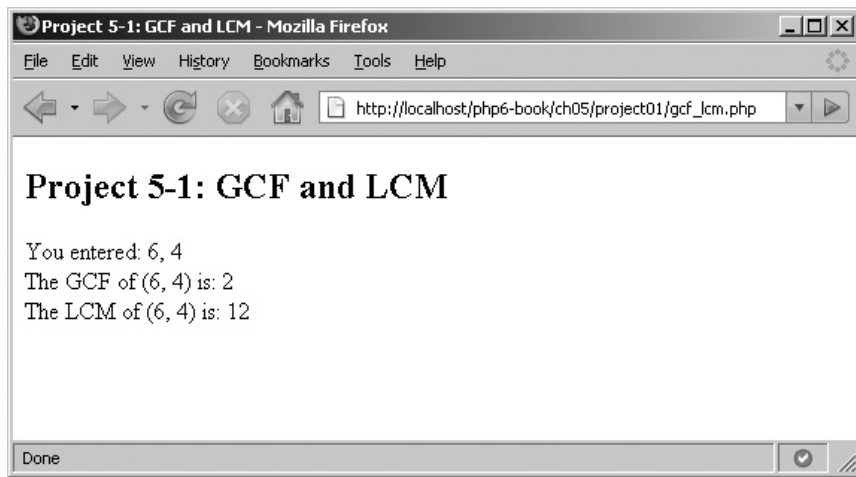 Project 5-1: GCF and LCM - Mozilla Firefox
File Edit View History Bookmarks Tools Help
http://localhost/php6-book/ch05/project01/gcf_lcm.php
Project 5-1: GCF and LCM
You entered: 6, 4
The GCF of (6, 4) is: 2
The LCM of (6, 4) is: 12
Done